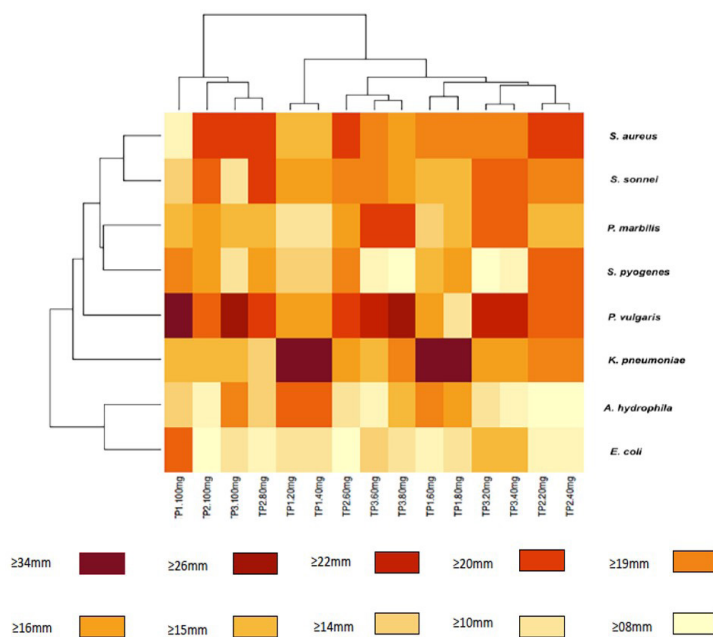 S. aureus
S. sonnei
P. marbilis
S. pyogenes
P. vulgaris
K. pneumoniae
A. hydrophila
E. coli
TP1.100mg TP2.100mg TP3.100mg TP2.80mg TP1.20mg TP1.40mg TP2.60mg TP3.60mg TP3.80mg TP1.60mg TP1.80mg TP3.20mg TP3.40mg TP2.20mg TP2.40mg
≥34mm ≥26mm ≥22mm ≥20mm ≥19mm
≥16mm ≥15mm ≥14mm ≥10mm ≥08mm